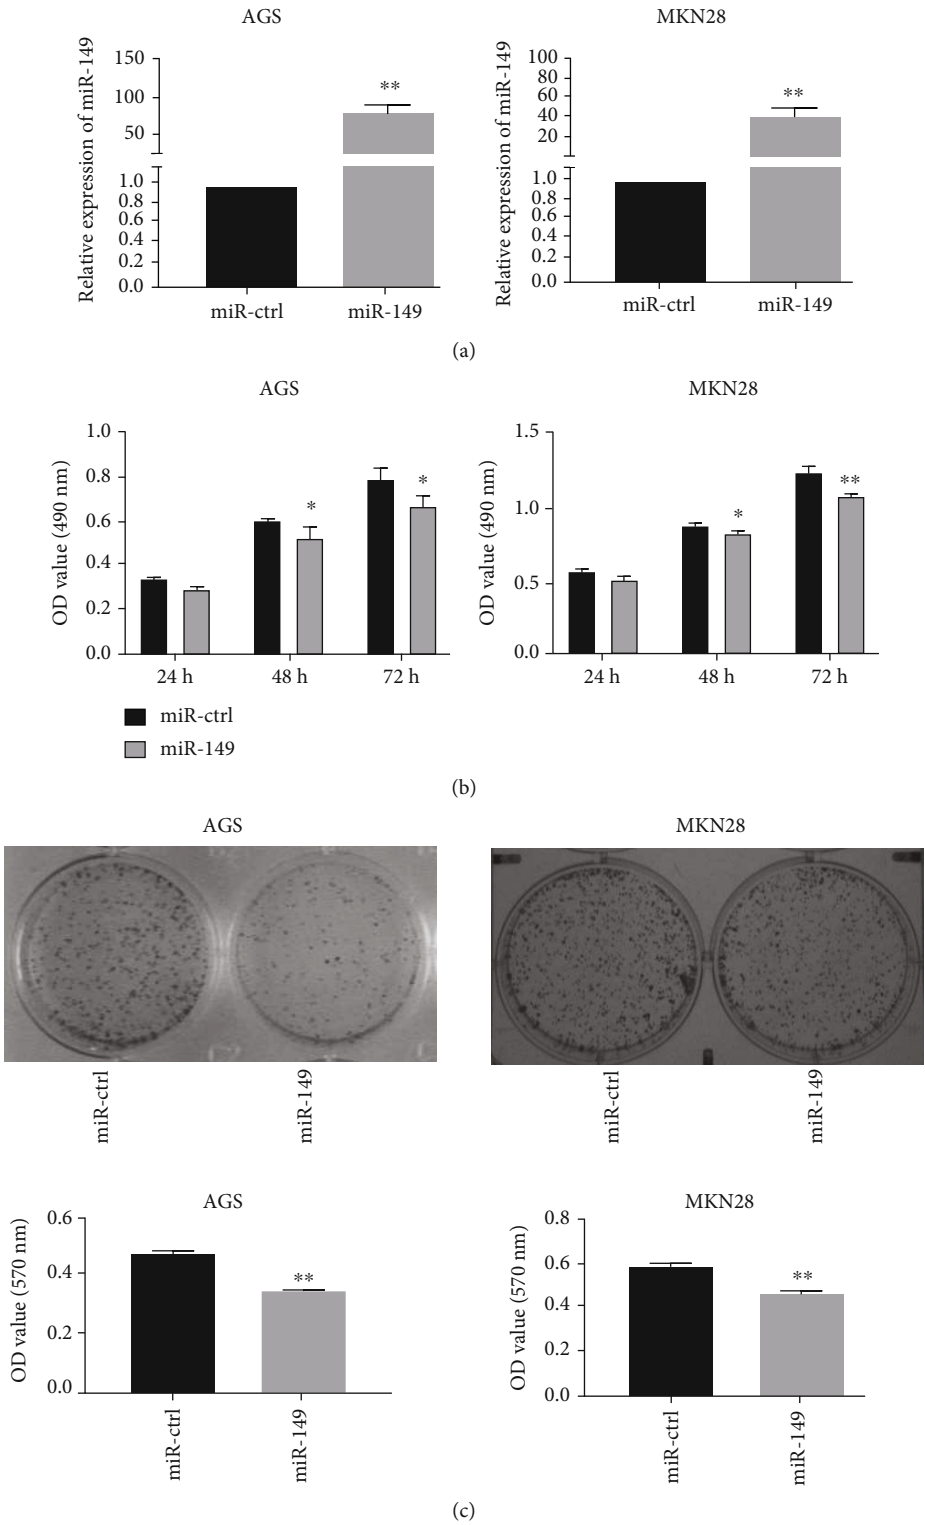 AGS
MKN28
Relative expression of miR-149
150
100
50
1.0
0.8
0.6
0.4
0.2
0.0
**
miR-ctrl
miR-149
Relative expression of miR-149
100
80
60
40
20
1.0
0.8
0.6
0.4
0.2
0.0
**
miR-ctrl
miR-149
(a)
AGS
MKN28
OD value (490 nm)
1.0
0.8
0.6
0.4
0.2
0.0
*
*
24 h
48 h
72 h
OD value (490 nm)
1.5
1.0
0.5
0.0
*
**
24 h
48 h
72 h
miR-ctrl
miR-149
(b)
AGS
MKN28
miR-ctrl
miR-149
miR-ctrl
miR-149
AGS
MKN28
OD value (570 nm)
0.6
0.4
0.2
0.0
**
miR-ctrl
miR-149
OD value (570 nm)
0.8
0.6
0.4
0.2
0.0
**
miR-ctrl
miR-149
(c)